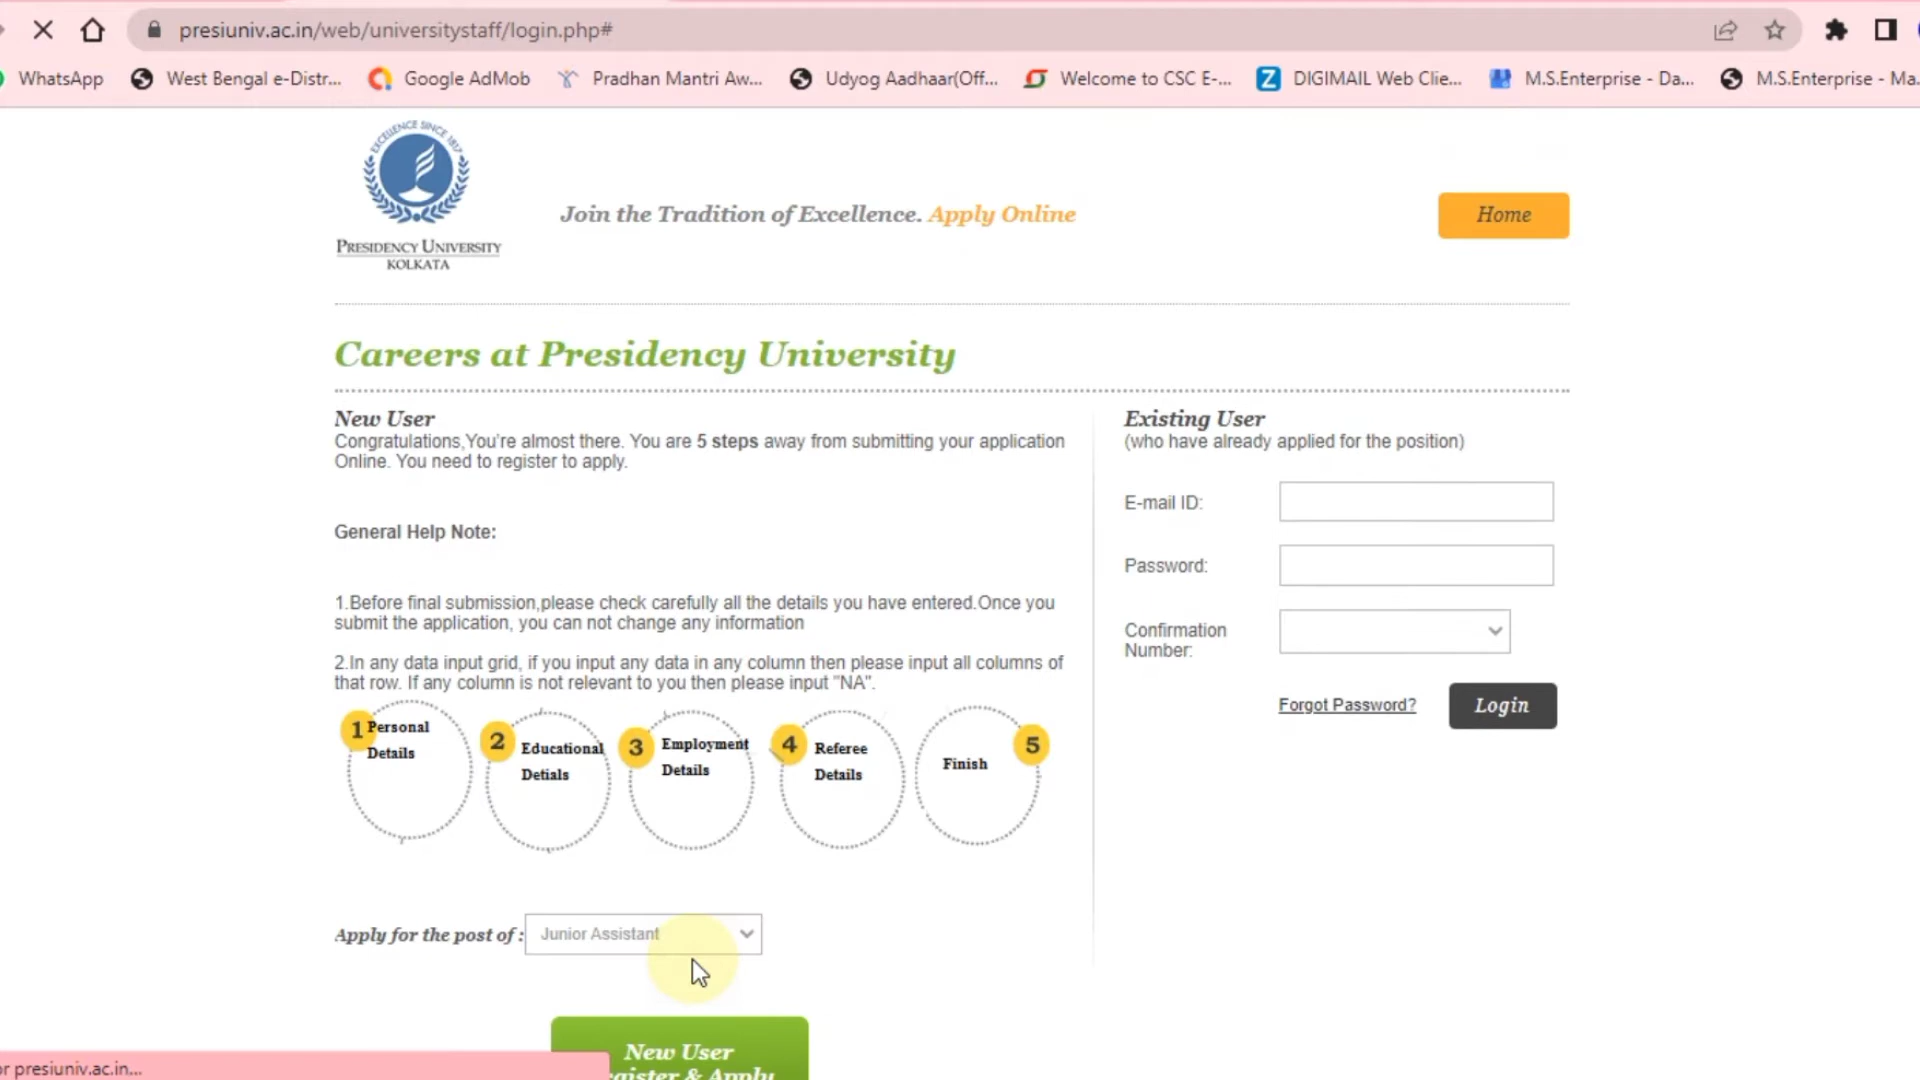 presiuniv.ac.in/web/universitystaff/login.php#
WhatsApp
West Bengal e-Distr...
Google AdMob
Pradhan Mantri Aw...
Udyog Aadhaar(Off...
Welcome to CSC E-...
DIGIMAIL Web Clie...
M.S.Enterprise - Da...
M.S.Enterprise - Ma...
EXCELLENCE SINCE 1817
PRESIDENCY UNIVERSITY
KOLKATA
Join the Tradition of Excellence. Apply Online
Home
Careers at Presidency University
New User
Congratulations,You're almost there. You are 5 steps away from submitting your application
Online. You need to register to apply.
General Help Note:
1.Before final submission,please check carefully all the details you have entered.Once you
submit the application, you can not change any information
2.In any data input grid, if you input any data in any column then please input all columns of
that row. If any column is not relevant to you then please input "NA".
1 Personal
Details
2 Educational
Detials
3 Employment
Details
4 Referee
Details
Finish 5
Apply for the post of : Junior Assistant
New User
Register & Apply
Existing User
(who have already applied for the position)
E-mail ID:
Password:
Confirmation
Number:
Forgot Password?
Login
or presiuniv.ac.in...